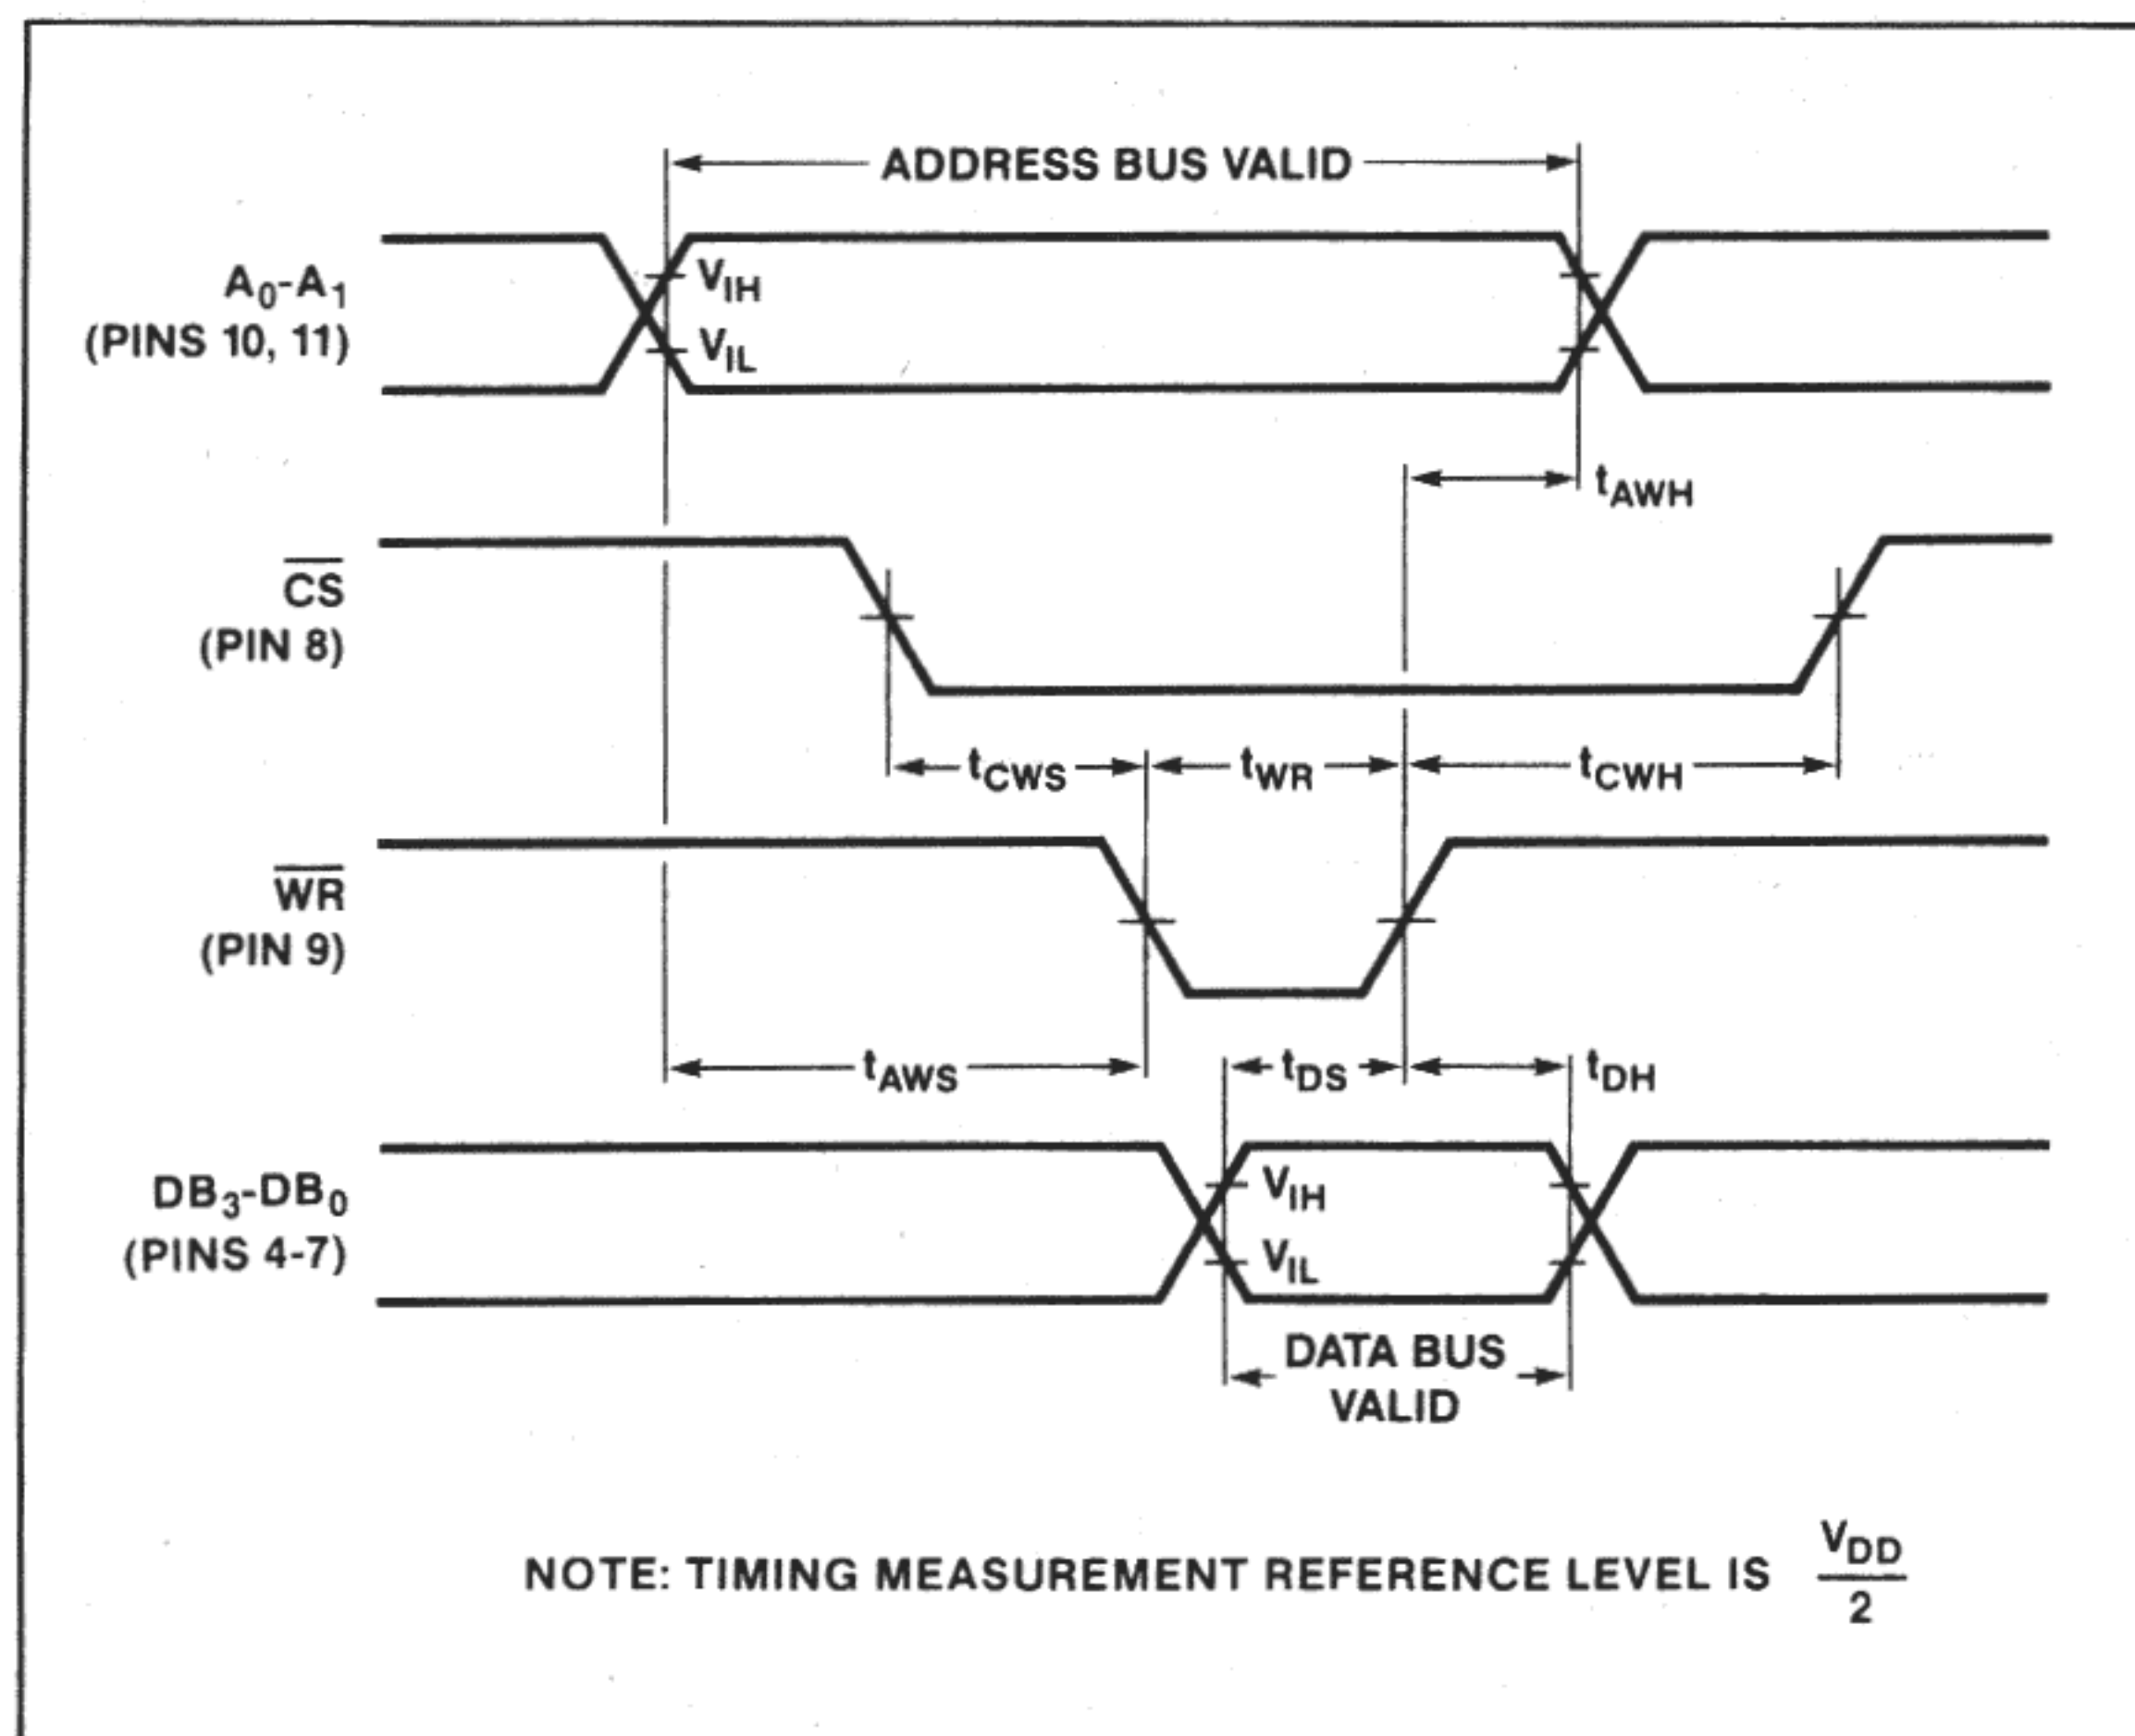 ADDRESS BUS VALID
A0-A1
(PINS 10, 11)
VIH
VIL
tAWH
CS
(PIN 8)
tCWS tWR tCWH
WR
(PIN 9)
tAWS tDS tDH
DB3-DB0
(PINS 4-7)
VIH
VIL
DATA BUS
VALID
NOTE: TIMING MEASUREMENT REFERENCE LEVEL IS VDD/2